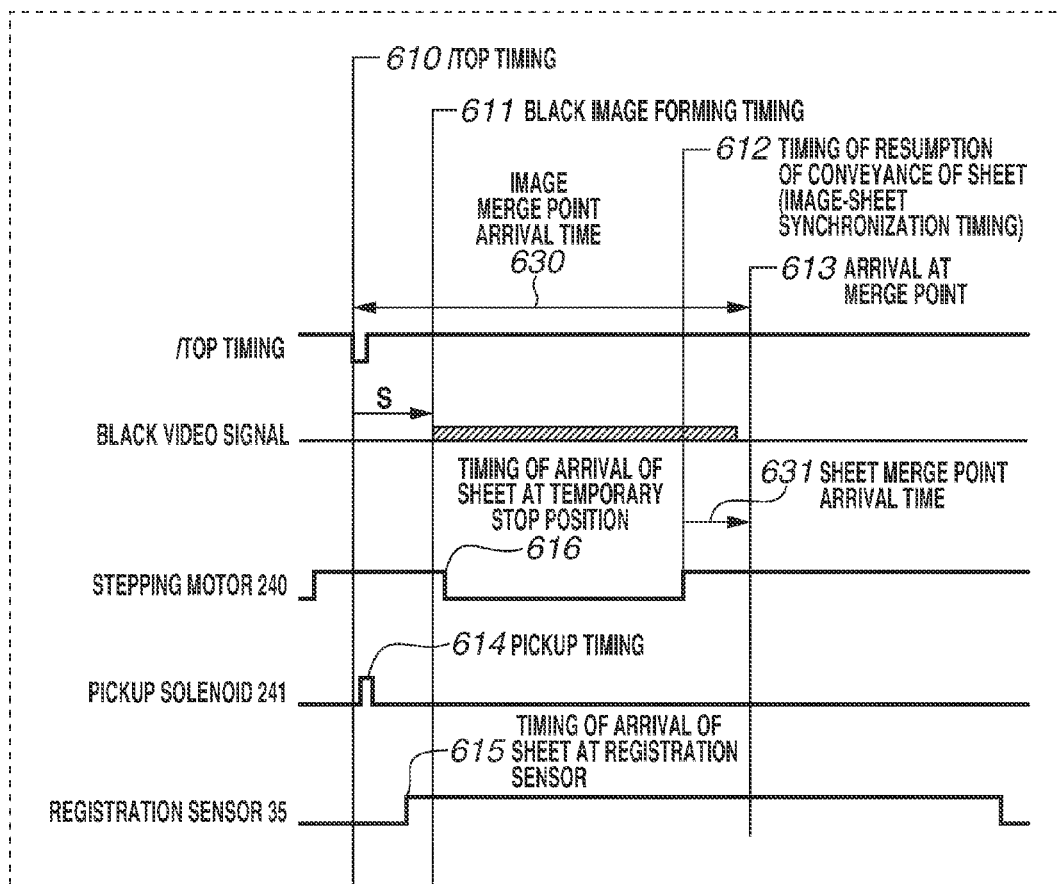 610 /TOP TIMING
611 BLACK IMAGE FORMING TIMING
612 TIMING OF RESUMPTION
OF CONVEYANCE OF SHEET
(IMAGE-SHEET
SYNCHRONIZATION TIMING)
IMAGE
MERGE POINT
ARRIVAL TIME
630
613 ARRIVAL AT
MERGE POINT
/TOP TIMING
S
BLACK VIDEO SIGNAL
TIMING OF ARRIVAL OF
SHEET AT TEMPORARY
STOP POSITION
616
631 SHEET MERGE POINT
ARRIVAL TIME
STEPPING MOTOR 240
614 PICKUP TIMING
PICKUP SOLENOID 241
TIMING OF ARRIVAL OF
615 SHEET AT REGISTRATION
SENSOR
REGISTRATION SENSOR 35